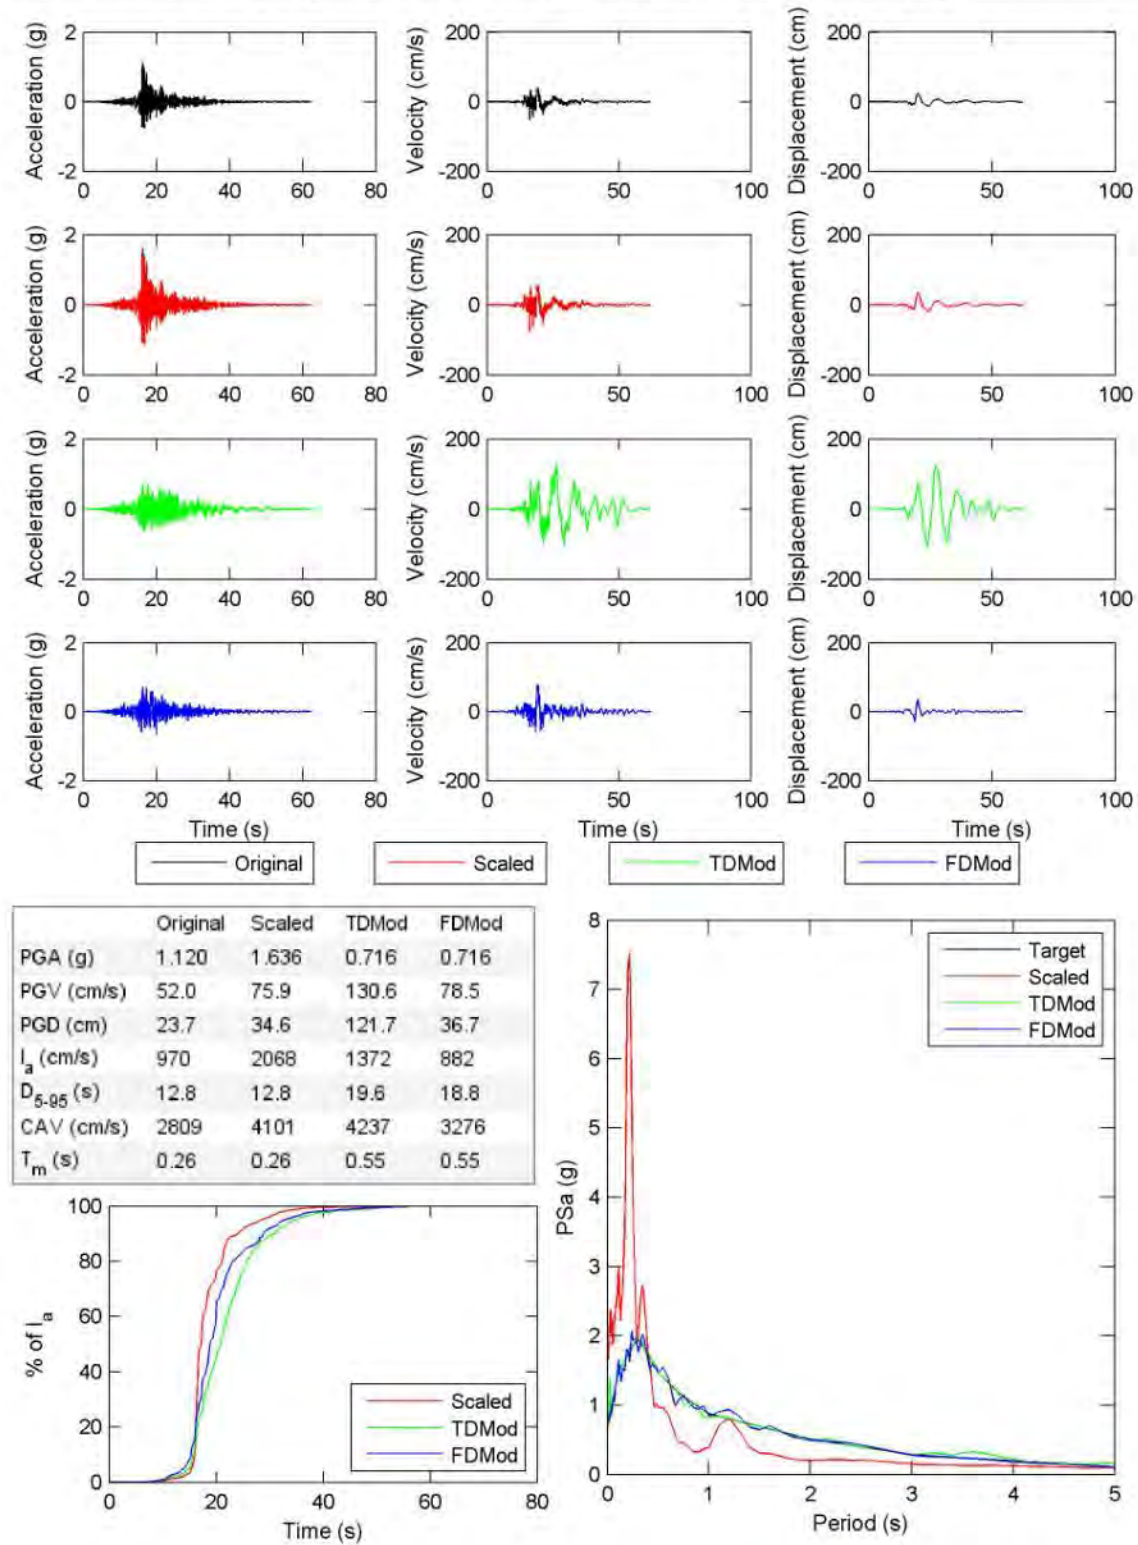 Acceleration (g)
2
0
-2
0 20 40 60 80
Velocity (cm/s)
200
0
-200
0 50 100
Displacement (cm)
200
0
-200
0 50 100
Acceleration (g)
2
0
-2
0 20 40 60 80
Velocity (cm/s)
200
0
-200
0 50 100
Displacement (cm)
200
0
-200
0 50 100
Acceleration (g)
2
0
-2
0 20 40 60 80
Velocity (cm/s)
200
0
-200
0 50 100
Displacement (cm)
200
0
-200
0 50 100
Acceleration (g)
2
0
-2
0 20 40 60 80
Time (s)
Velocity (cm/s)
200
0
-200
0 50 100
Time (s)
Displacement (cm)
200
0
-200
0 50 100
Time (s)
Original Scaled TDMod FDMod
Original Scaled TDMod FDMod
PGA (g) 1.120 1.636 0.716 0.716
PGV (cm/s) 52.0 75.9 130.6 78.5
PGD (cm) 23.7 34.6 121.7 36.7
Ia (cm/s) 970 2068 1372 882
D5-95 (s) 12.8 12.8 19.6 18.8
CAV (cm/s) 2809 4101 4237 3276
Tm (s) 0.26 0.26 0.55 0.55
% of Ia
100
80
60
40
20
0
0 20 40 60 80
Time (s)
Scaled
TDMod
FDMod
PSa (g)
8
7
6
5
4
3
2
1
0
0 1 2 3 4 5
Period (s)
Target
Scaled
TDMod
FDMod